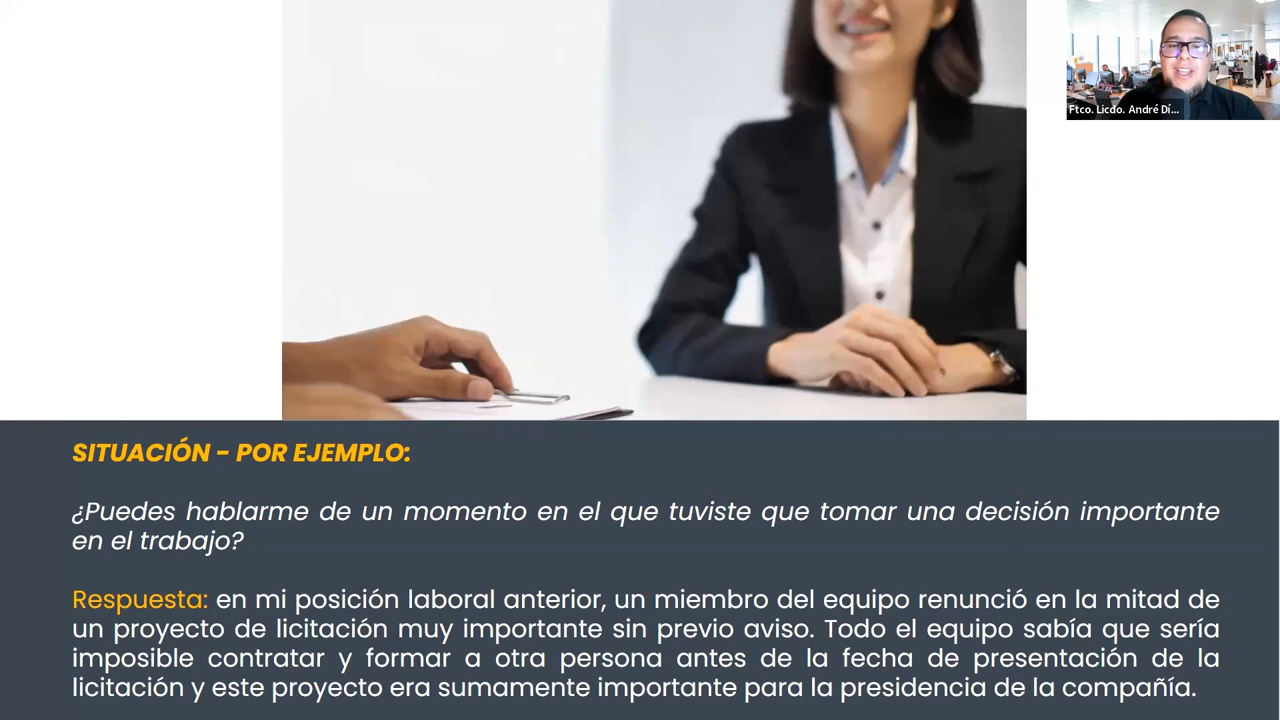 Ftco. Licdo. André Dí...
SITUACIÓN - POR EJEMPLO:
¿Puedes hablarme de un momento en el que tuviste que tomar una decisión importante
en el trabajo?
Respuesta: en mi posición laboral anterior, un miembro del equipo renunció en la mitad de
un proyecto de licitación muy importante sin previo aviso. Todo el equipo sabía que sería
imposible contratar y formar a otra persona antes de la fecha de presentación de la
licitación y este proyecto era sumamente importante para la presidencia de la compañía.